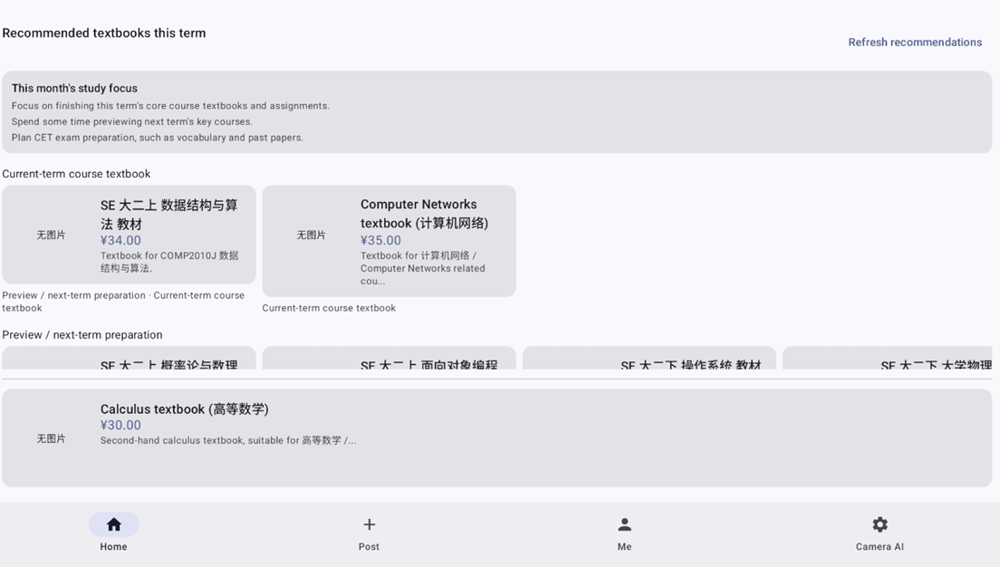 Recommended textbooks this term
Refresh recommendations
This month's study focus
Focus on finishing this term's core course textbooks and assignments.
Spend some time previewing next term's key courses.
Plan CET exam preparation, such as vocabulary and past papers.
Current-term course textbook
无图片
SE 大二上 数据结构与算
法 教材
¥34.00
Textbook for COMP2010J 数据
结构与算法.
Preview / next-term preparation · Current-term course
textbook
无图片
Computer Networks
textbook (计算机网络)
¥35.00
Textbook for 计算机网络 /
Computer Networks related
cou...
Current-term course textbook
Preview / next-term preparation
SE 大二上 概率论与数理
SE 大二上 面向对象编程
SE 大二下 操作系统 教材
SE 大二下 大学物理
无图片
Calculus textbook (高等数学)
¥30.00
Second-hand calculus textbook, suitable for 高等数学 /...
Home
Post
Me
Camera AI